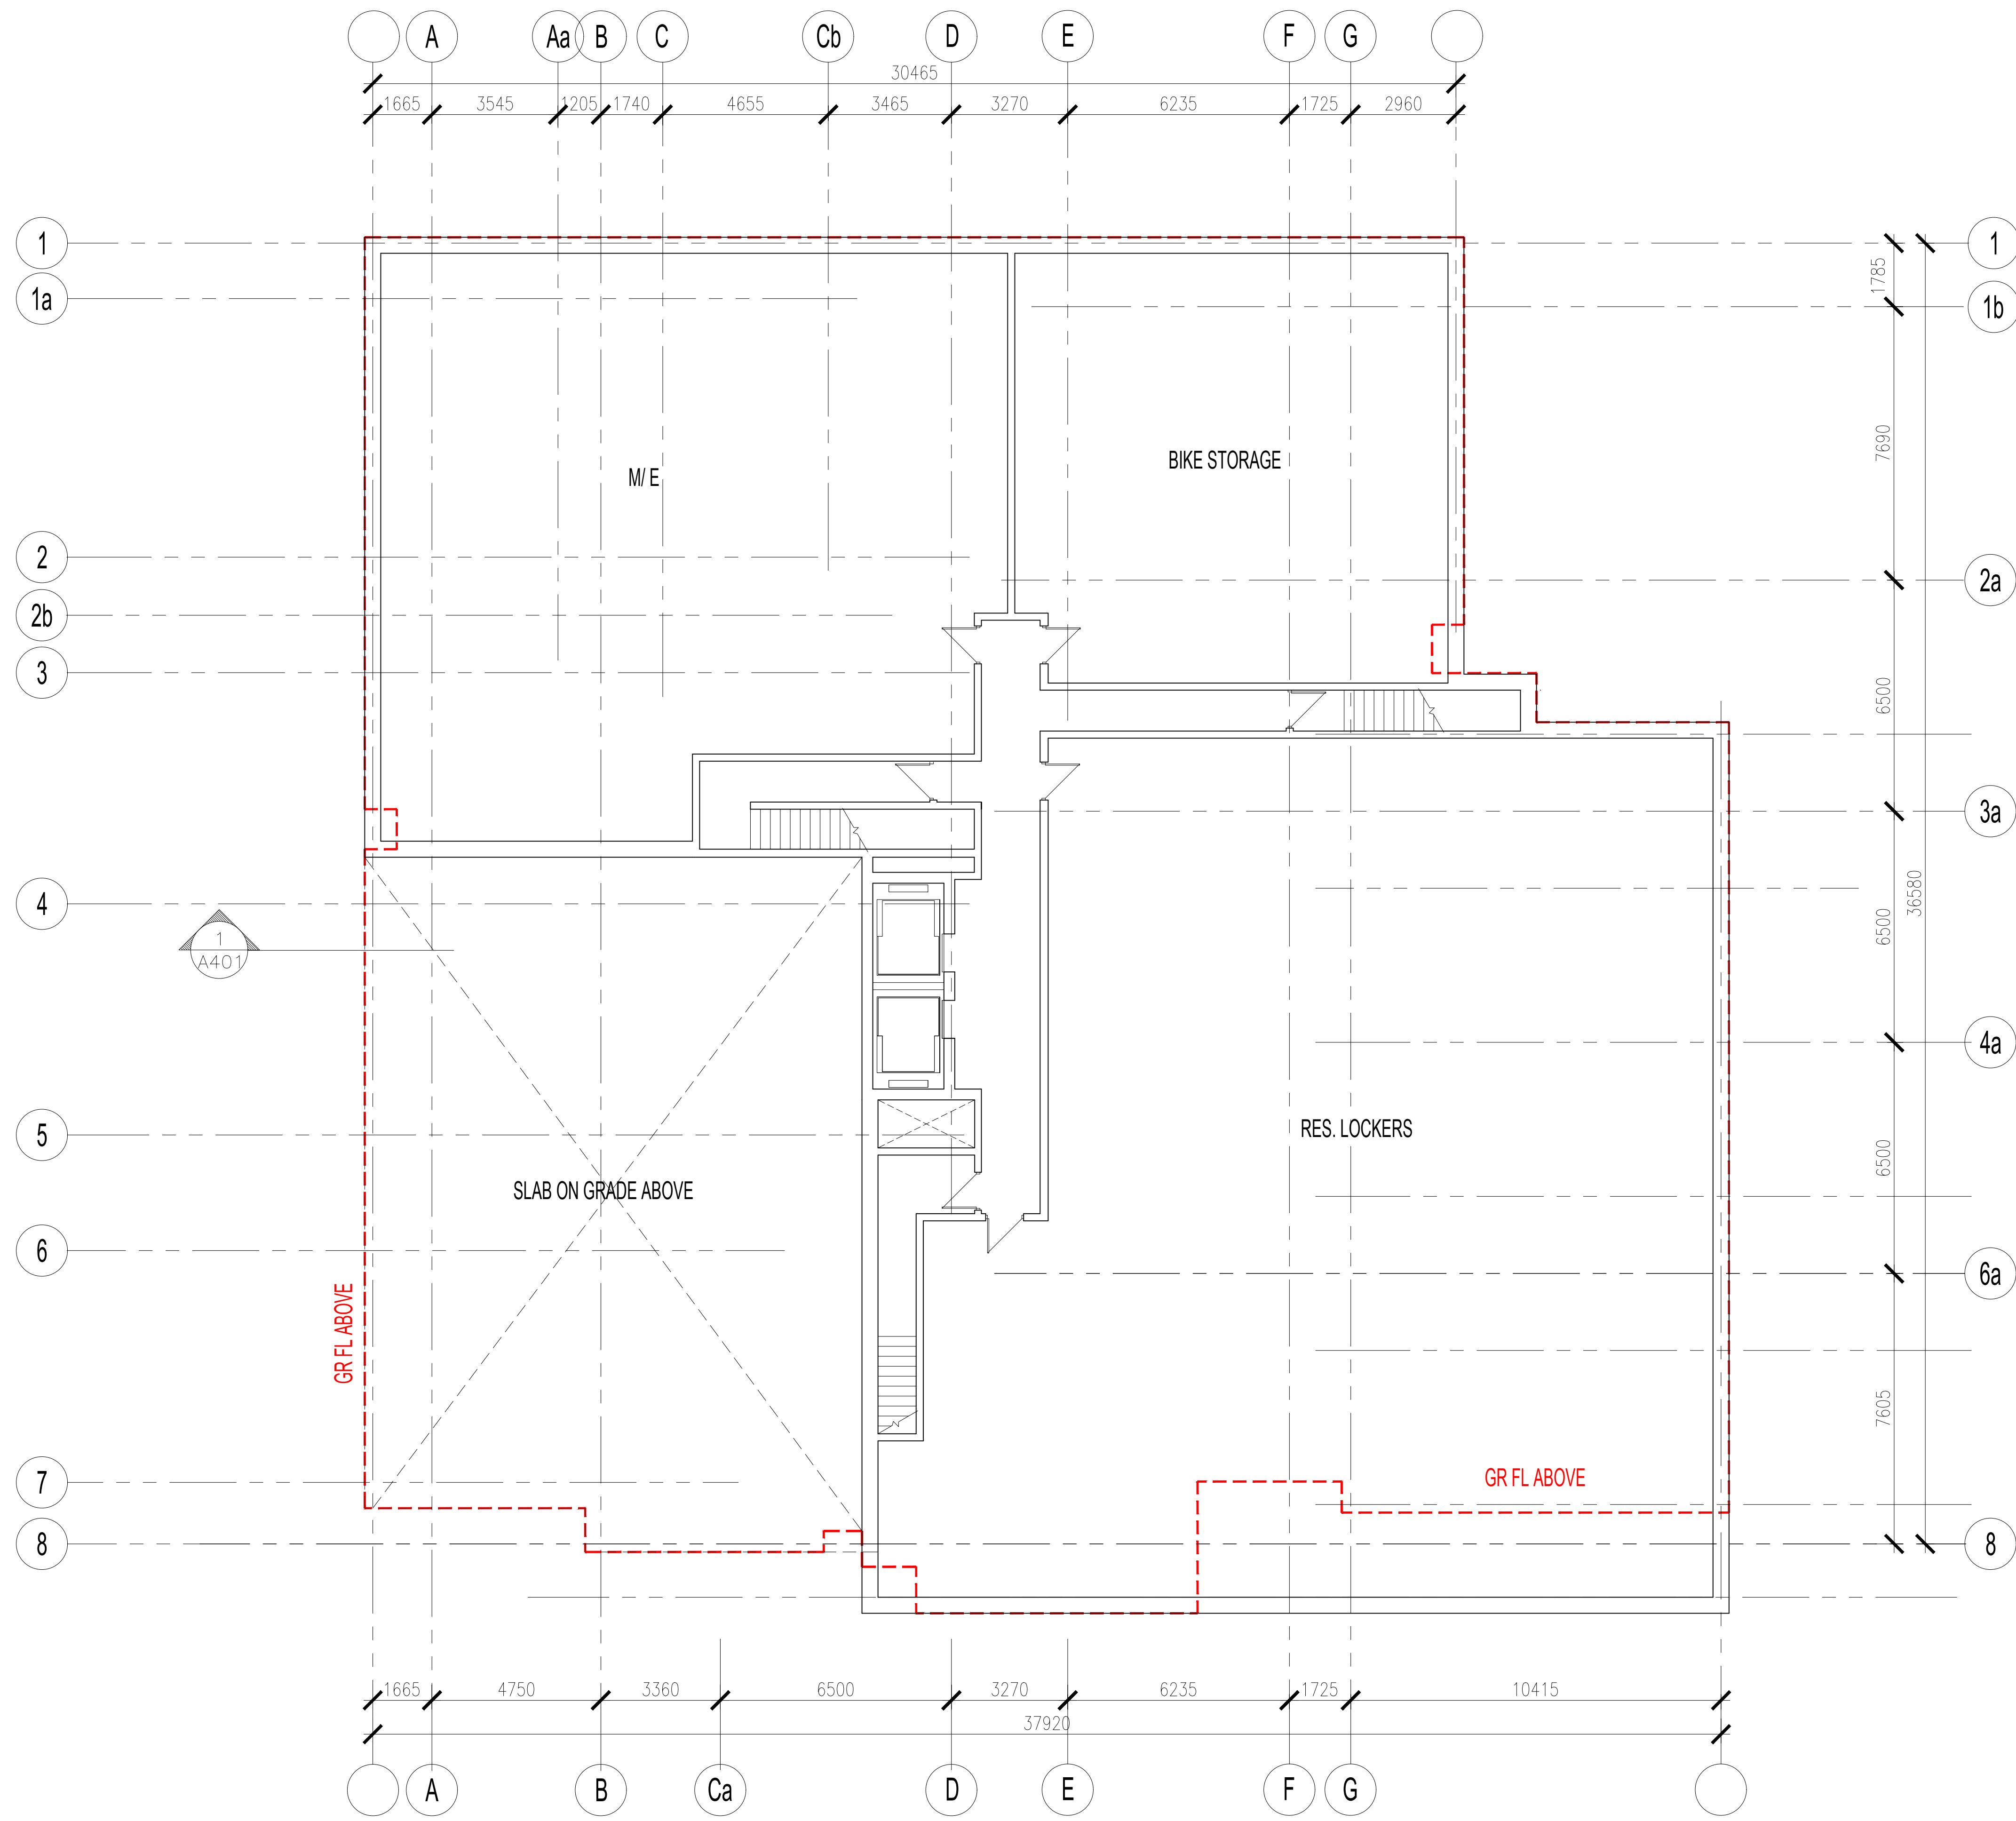 A Aa B C Cb D E F G
30465
1665 3545 1205 1740 4655 3465 3270 6235 1725 2960
1 1
1785
1a 1b
M/ E
BIKE STORAGE
7690
2 2a
2b
3
6500
3a
4
36580
6500
1
A401
4a
5
RES. LOCKERS
6500
SLAB ON GRADE ABOVE
6 6a
GR FL ABOVE
7605
7
GR FL ABOVE
8 8
1665 4750 3360 6500 3270 6235 1725 10415
37920
A B Ca D E F G